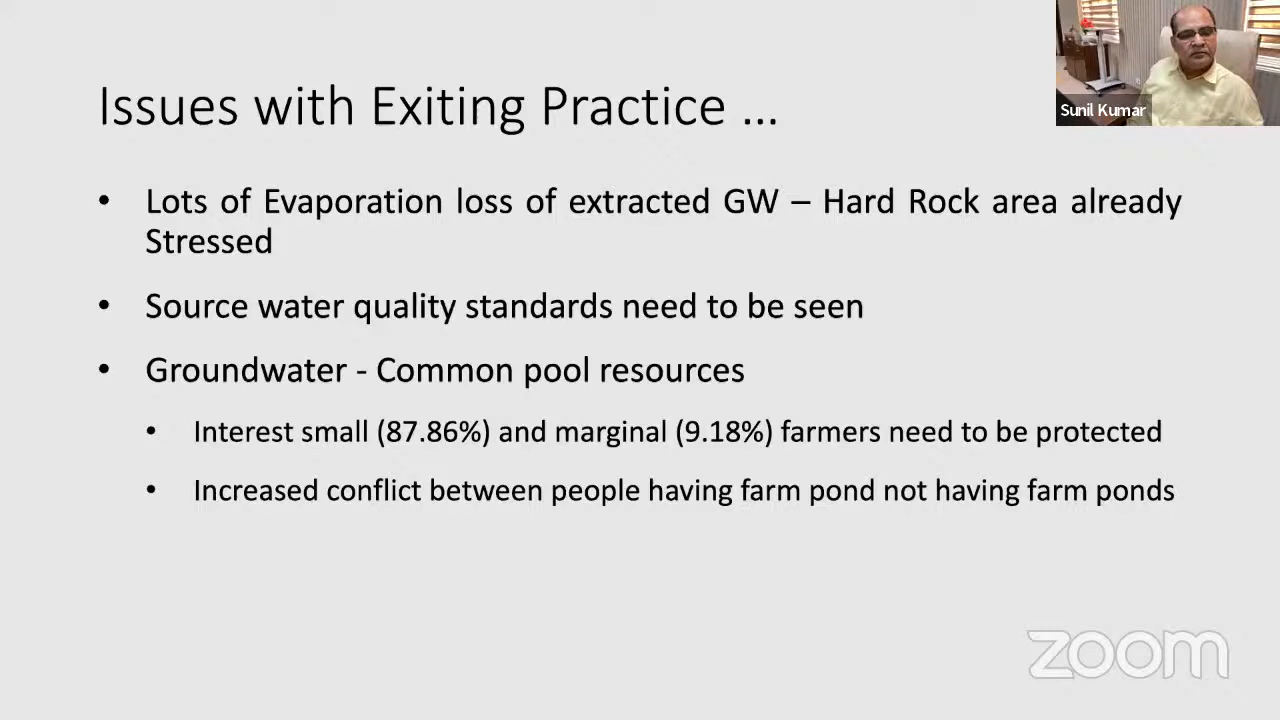 Issues with Exiting Practice ...
Sunil Kumar
• Lots of Evaporation loss of extracted GW – Hard Rock area already
Stressed
• Source water quality standards need to be seen
• Groundwater - Common pool resources
• Interest small (87.86%) and marginal (9.18%) farmers need to be protected
• Increased conflict between people having farm pond not having farm ponds
zoom